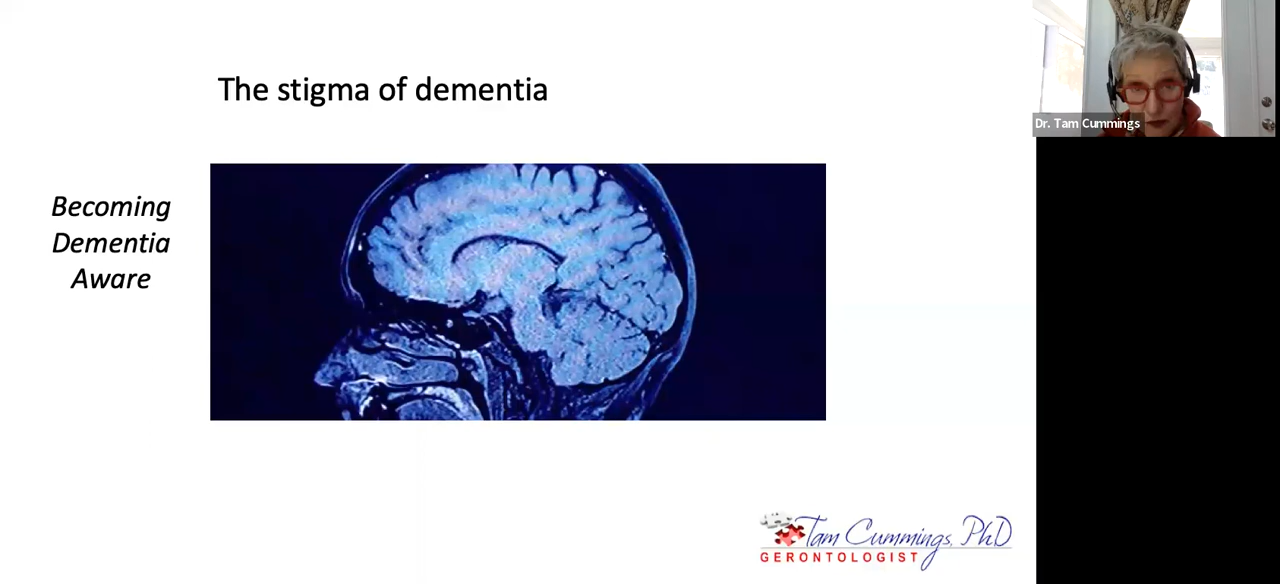 The stigma of dementia
Dr. Tam Cummings
Becoming
Dementia
Aware
Tam Cummings, PhD
GERONTOLOGIST